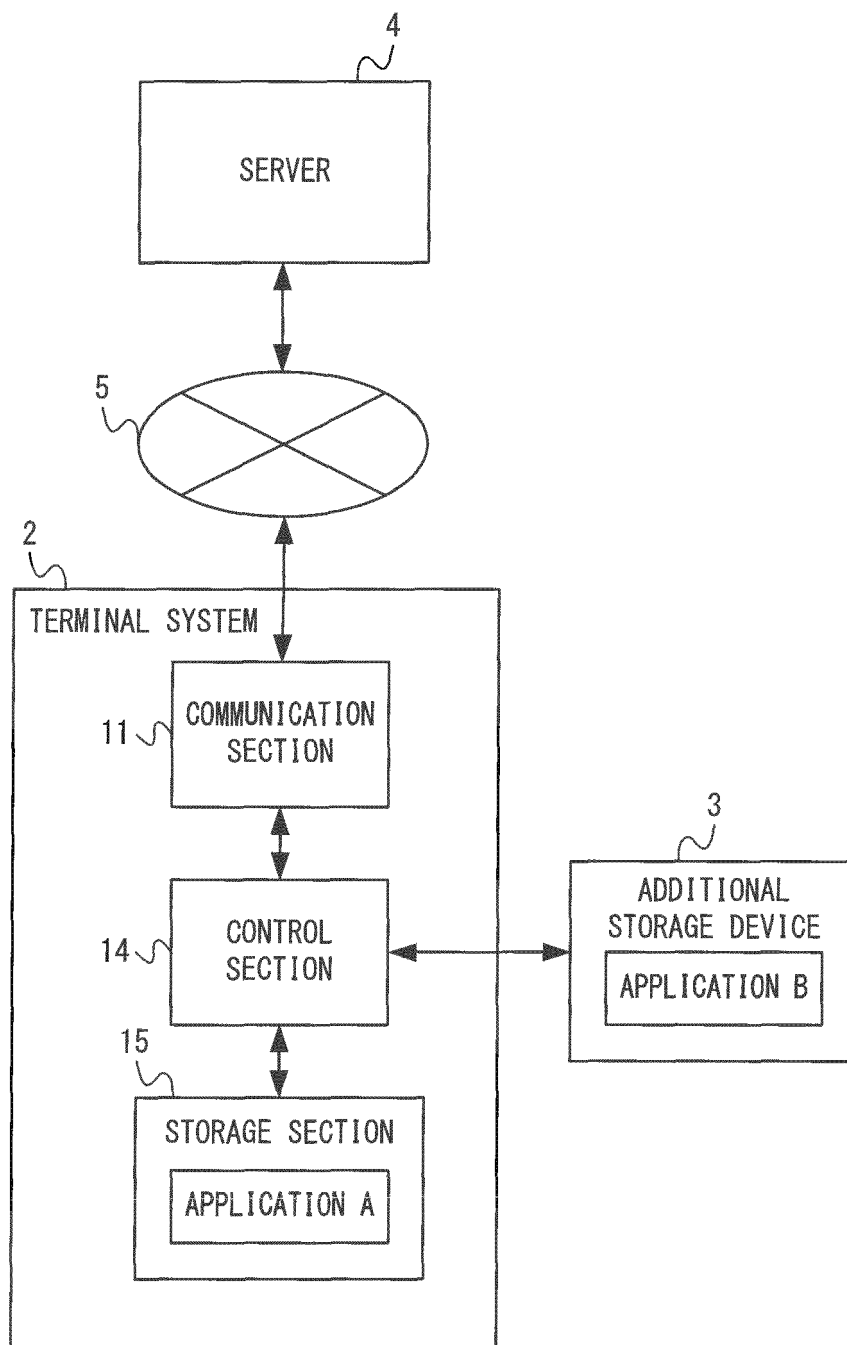 4
SERVER
5
2
TERMINAL SYSTEM
11
COMMUNICATION
SECTION
3
14
CONTROL
SECTION
ADDITIONAL
STORAGE DEVICE
APPLICATION B
15
STORAGE SECTION
APPLICATION A